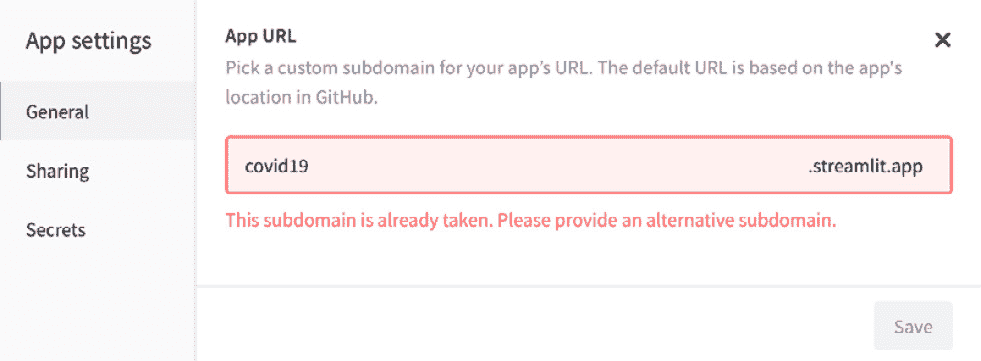 App settings
General
Sharing
Secrets
App URL
Pick a custom subdomain for your app's URL. The default URL is based on the app's
location in GitHub.
covid19 .streamlit.app
This subdomain is already taken. Please provide an alternative subdomain.
Save